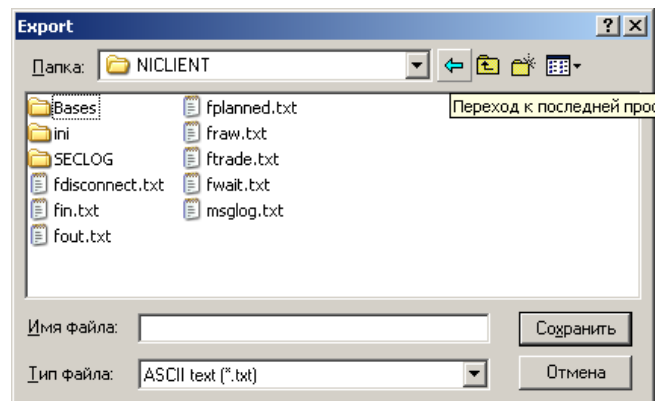 Export
Папка: NICLIENT
Переход к последней
Bases
ini
SECLOG
fdisconnect.txt
fin.txt
fout.txt
fplanned.txt
fraw.txt
ftrade.txt
fwait.txt
msglog.txt
Имя файла:
Сохранить
Тип файла: ASCII text (*.txt)
Отмена